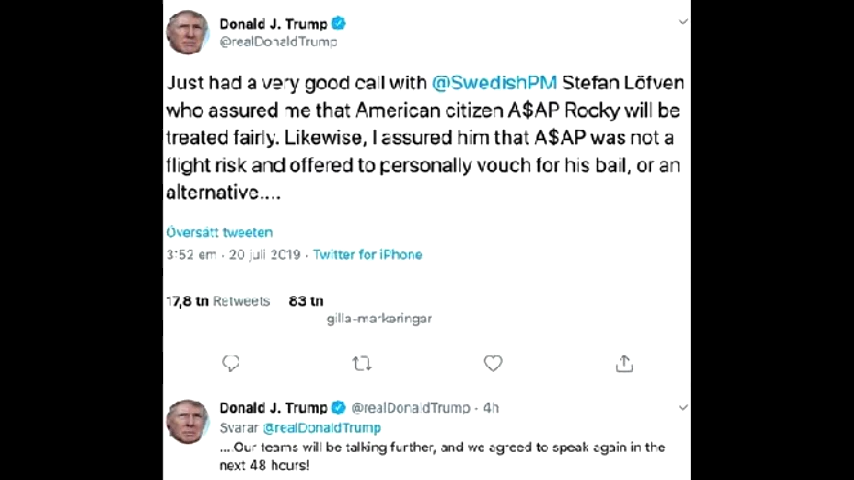 Donald J. Trump
@realDonaldTrump
Just had a very good call with @SwedishPM Stefan Löfven
who assured me that American citizen A$AP Rocky will be
treated fairly. Likewise, I assured him that A$AP was not a
flight risk and offered to personally vouch for his bail, or an
alternative....
Översätt tweeten
3:52 em · 20 juli 2019 · Twitter for iPhone
17,8 tn Retweets 83 tn
gilla-markeringar
Donald J. Trump @realDonaldTrump · 4h
Svarar @realDonaldTrump
....Our teams will be talking further, and we agreed to speak again in the
next 48 hours!